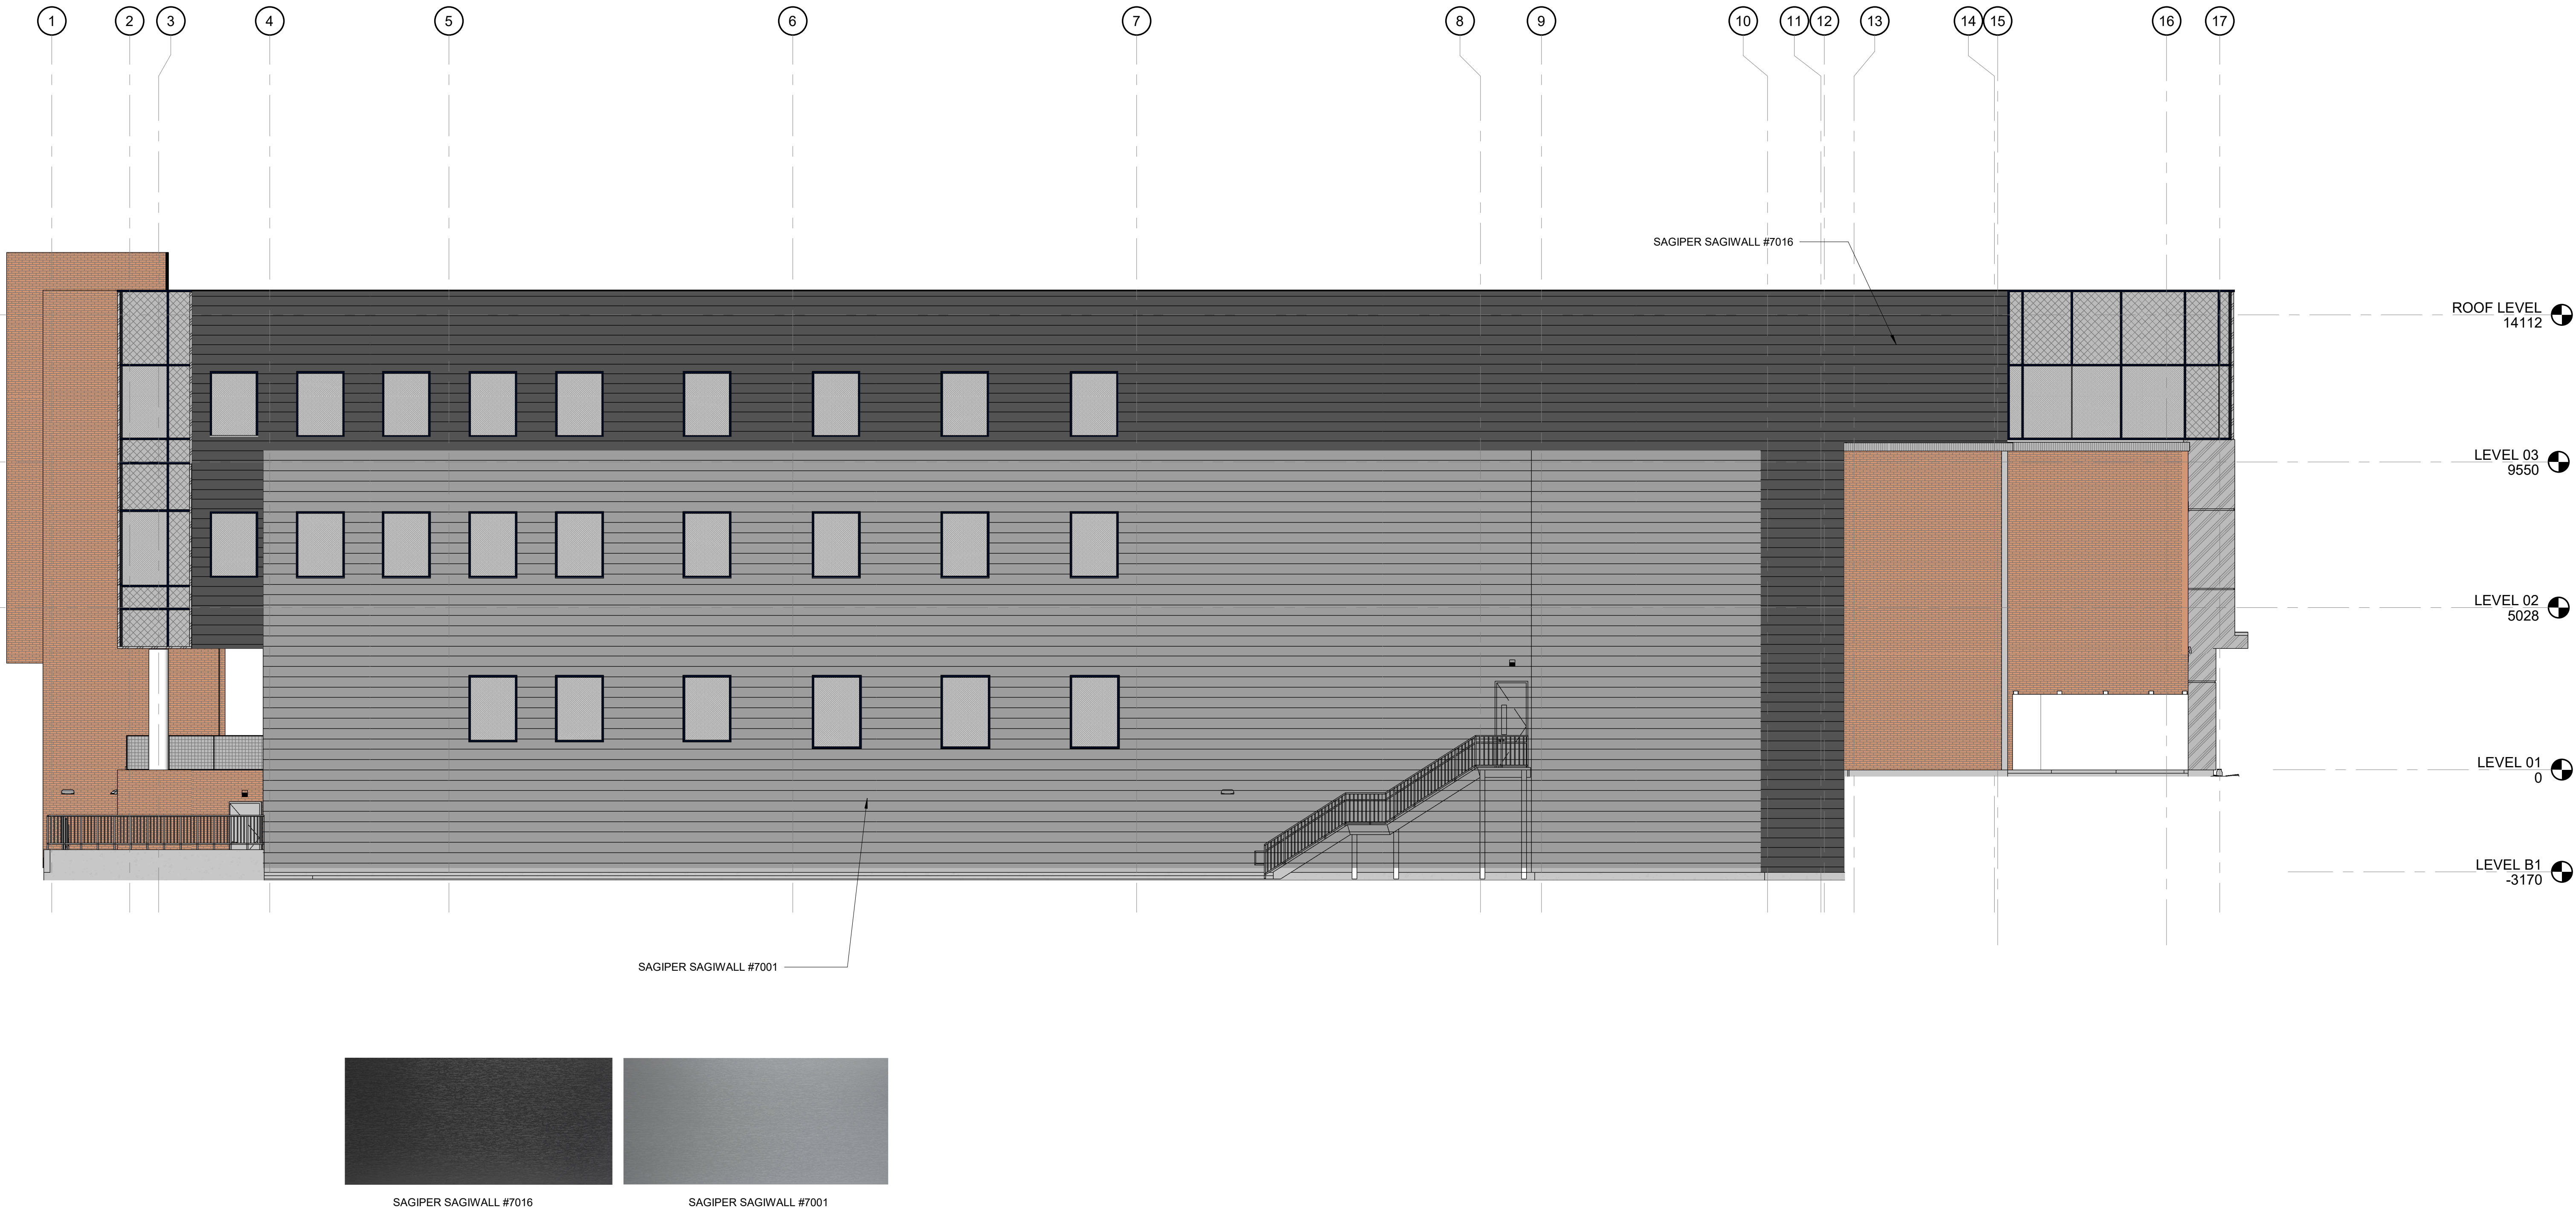 1 2 3 4 5 6 7 8 9 10 11 12 13 14 15 16 17
SAGIPER SAGIWALL #7016
ROOF LEVEL
14112
LEVEL 03
9550
LEVEL 02
5028
LEVEL 01
0
LEVEL B1
-3170
SAGIPER SAGIWALL #7001
SAGIPER SAGIWALL #7016
SAGIPER SAGIWALL #7001